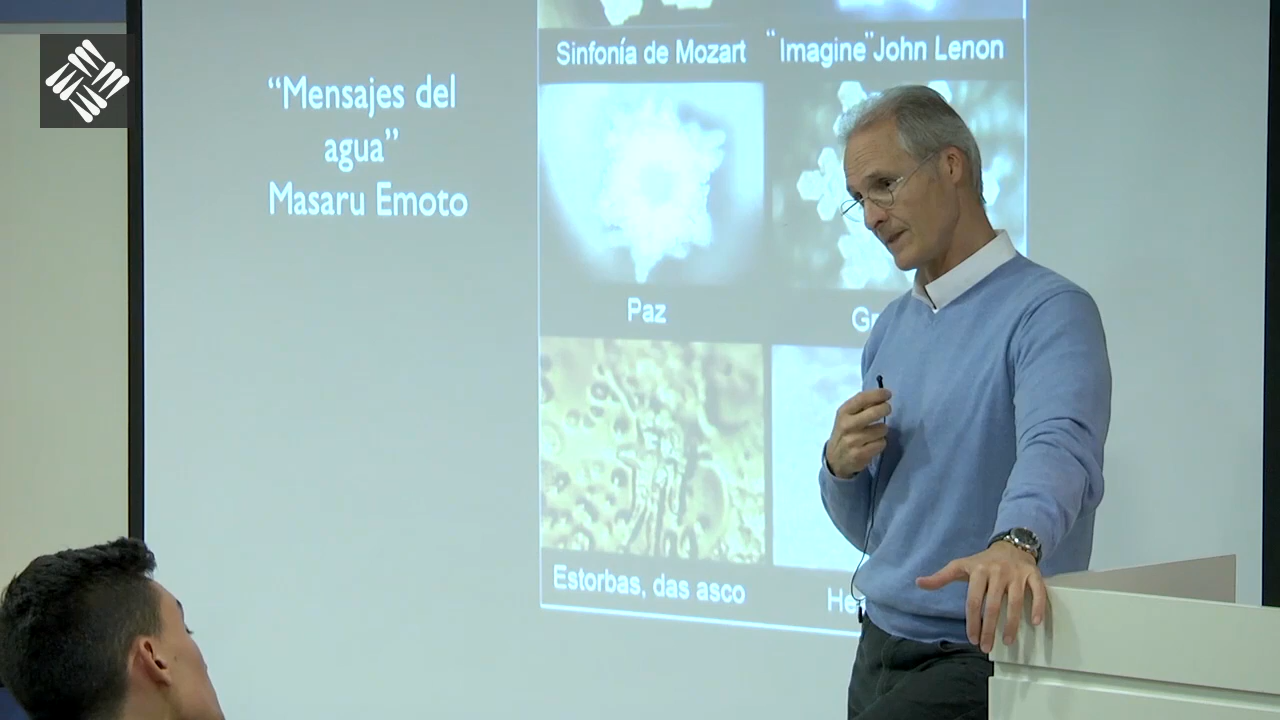 “Mensajes del
agua”
Masaru Emoto
Sinfonía de Mozart
“Imagine” John Lenon
Paz
Estorbas, das asco